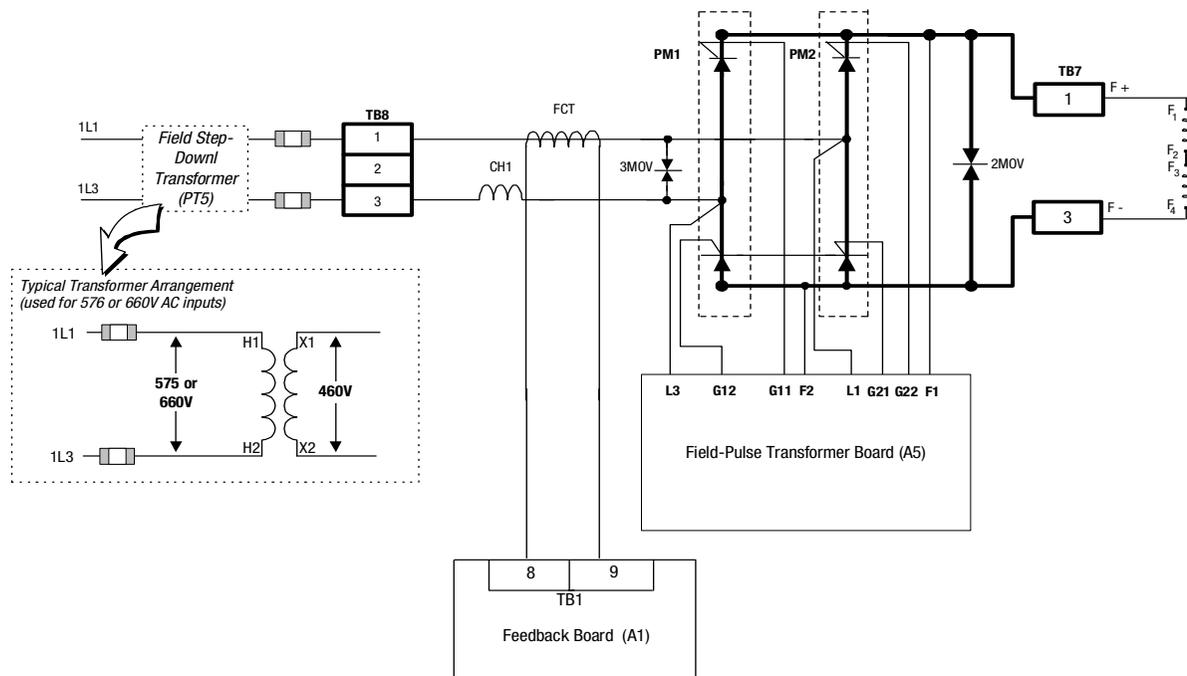 PM1
PM2
TB7
1
F +
FCT
TB8
1L1
Field Step-
Downl
Transformer
(PT5)
1
2
3
CH1
3MOV
2MOV
F1
F2
F3
F4
1L3
3
F -
L3
G12
G11
F2
L1
G21
G22
F1
Field-Pulse Transformer Board (A5)
Typical Transformer Arrangement
(used for 576 or 660V AC inputs)
1L1
H1
X1
575 or
660V
460V
1L3
H2
X2
8
9
TB1
Feedback Board (A1)